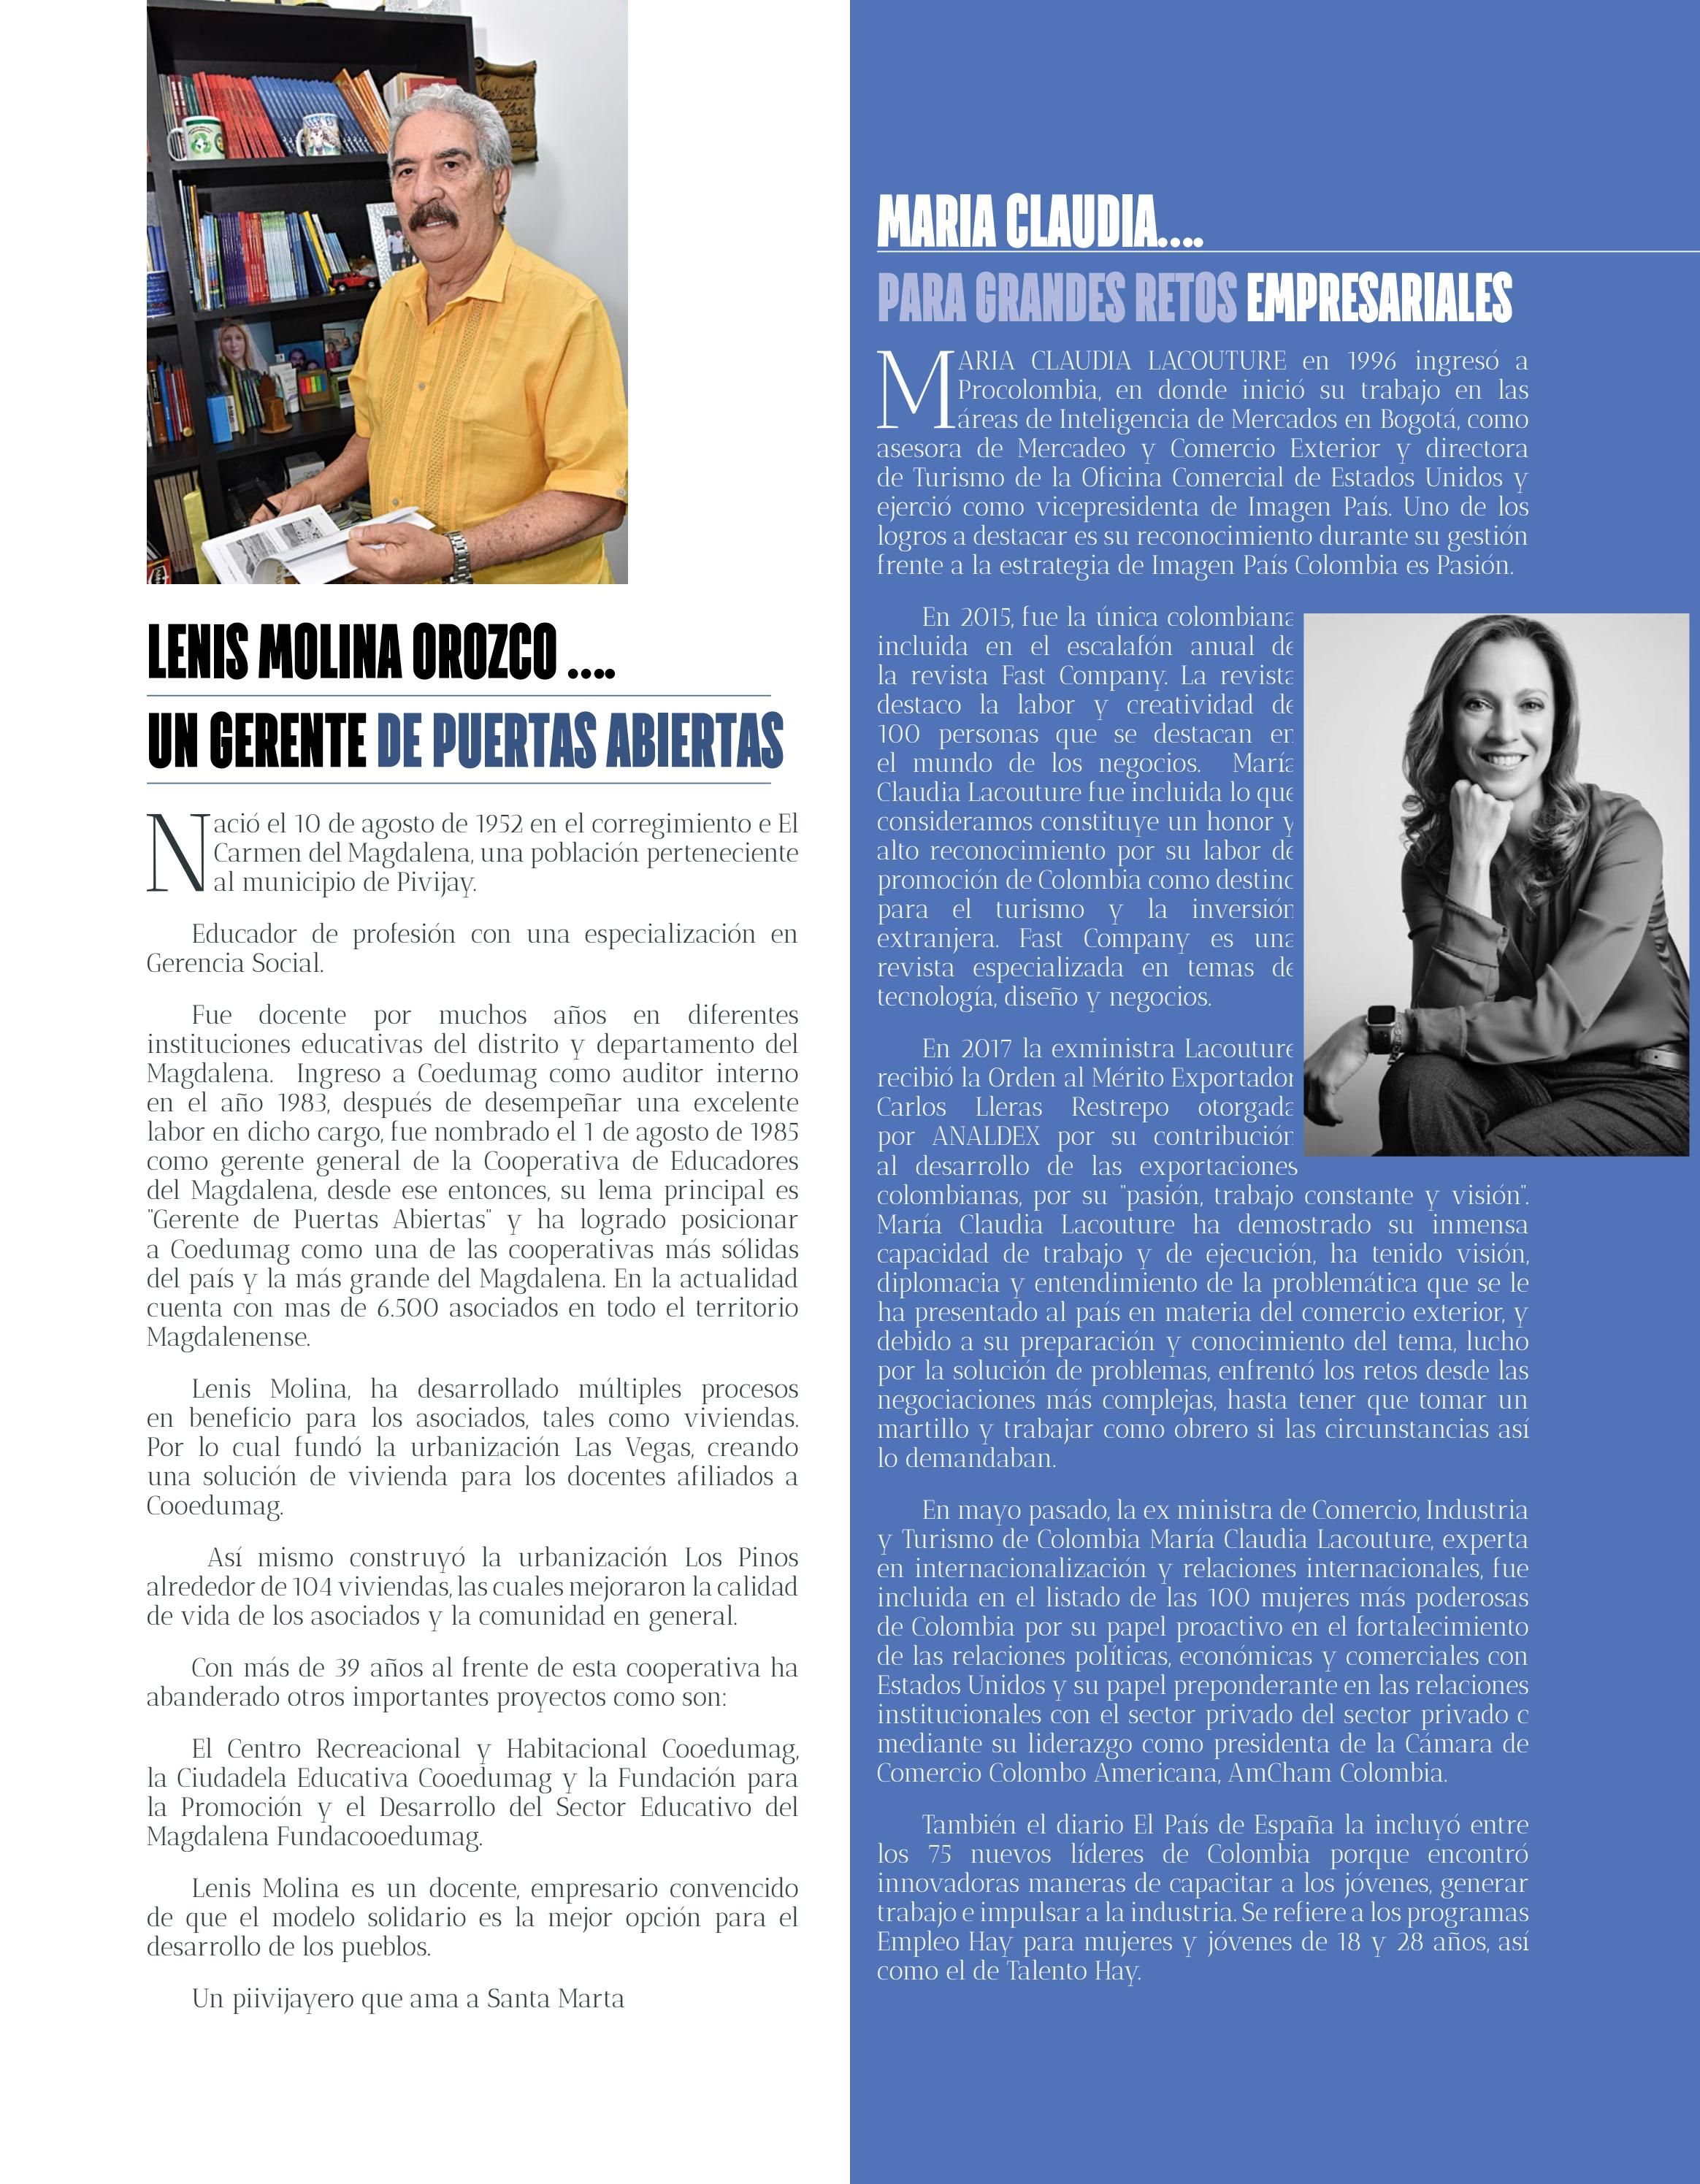 LENIS MOLINA OROZCO ....
UN GERENTE DE PUERTAS ABIERTAS
Nació el 10 de agosto de 1952 en el corregimiento e El
Carmen del Magdalena, una población perteneciente
al municipio de Pivijay.
Educador de profesión con una especialización en
Gerencia Social.
Fue docente por muchos años en diferentes
instituciones educativas del distrito y departamento del
Magdalena. Ingreso a Coedumag como auditor interno
en el año 1983, después de desempeñar una excelente
labor en dicho cargo, fue nombrado el 1 de agosto de 1985
como gerente general de la Cooperativa de Educadores
del Magdalena, desde ese entonces, su lema principal es
"Gerente de Puertas Abiertas" y ha logrado posicionar
a Coedumag como una de las cooperativas más sólidas
del país y la más grande del Magdalena. En la actualidad
cuenta con mas de 6.500 asociados en todo el territorio
Magdalenense.
Lenis Molina, ha desarrollado múltiples procesos
en beneficio para los asociados, tales como viviendas.
Por lo cual fundó la urbanización Las Vegas, creando
una solución de vivienda para los docentes afiliados a
Cooedumag.
Así mismo construyó la urbanización Los Pinos
alrededor de 104 viviendas, las cuales mejoraron la calidad
de vida de los asociados y la comunidad en general.
Con más de 39 años al frente de esta cooperativa ha
abanderado otros importantes proyectos como son:
El Centro Recreacional y Habitacional Cooedumag,
la Ciudadela Educativa Cooedumag y la Fundación para
la Promoción y el Desarrollo del Sector Educativo del
Magdalena Fundacooedumag.
Lenis Molina es un docente, empresario convencido
de que el modelo solidario es la mejor opción para el
desarrollo de los pueblos.
Un piivijayero que ama a Santa Marta
MARIA CLAUDIA....
PARA GRANDES RETOS EMPRESARIALES
MARIA CLAUDIA LACOUTURE en 1996 ingresó a
Procolombia, en donde inició su trabajo en las
áreas de Inteligencia de Mercados en Bogotá, como
asesora de Mercadeo y Comercio Exterior y directora
de Turismo de la Oficina Comercial de Estados Unidos y
ejerció como vicepresidenta de Imagen País. Uno de los
logros a destacar es su reconocimiento durante su gestión
frente a la estrategia de Imagen País Colombia es Pasión.
En 2015, fue la única colombiana
incluida en el escalafón anual de
la revista Fast Company. La revista
destaco la labor y creatividad de
100 personas que se destacan en
el mundo de los negocios. María
Claudia Lacouture fue incluida lo que
consideramos constituye un honor y
alto reconocimiento por su labor de
promoción de Colombia como destino
para el turismo y la inversión
extranjera. Fast Company es una
revista especializada en temas de
tecnología, diseño y negocios.
En 2017 la exministra Lacouture
recibió la Orden al Mérito Exportador
Carlos Lleras Restrepo otorgada
por ANALDEX por su contribución
al desarrollo de las exportaciones
colombianas, por su "pasión, trabajo constante y visión".
María Claudia Lacouture ha demostrado su inmensa
capacidad de trabajo y de ejecución, ha tenido visión,
diplomacia y entendimiento de la problemática que se le
ha presentado al país en materia del comercio exterior, y
debido a su preparación y conocimiento del tema, lucho
por la solución de problemas, enfrentó los retos desde las
negociaciones más complejas, hasta tener que tomar un
martillo y trabajar como obrero si las circunstancias así
lo demandaban.
En mayo pasado, la ex ministra de Comercio, Industria
y Turismo de Colombia María Claudia Lacouture, experta
en internacionalización y relaciones internacionales, fue
incluida en el listado de las 100 mujeres más poderosas
de Colombia por su papel proactivo en el fortalecimiento
de las relaciones políticas, económicas y comerciales con
Estados Unidos y su papel preponderante en las relaciones
institucionales con el sector privado del sector privado c
mediante su liderazgo como presidenta de la Cámara de
Comercio Colombo Americana, AmCham Colombia.
También el diario El País de España la incluyó entre
los 75 nuevos líderes de Colombia porque encontró
innovadoras maneras de capacitar a los jóvenes, generar
trabajo e impulsar a la industria. Se refiere a los programas
Empleo Hay para mujeres y jóvenes de 18 y 28 años, así
como el de Talento Hay.